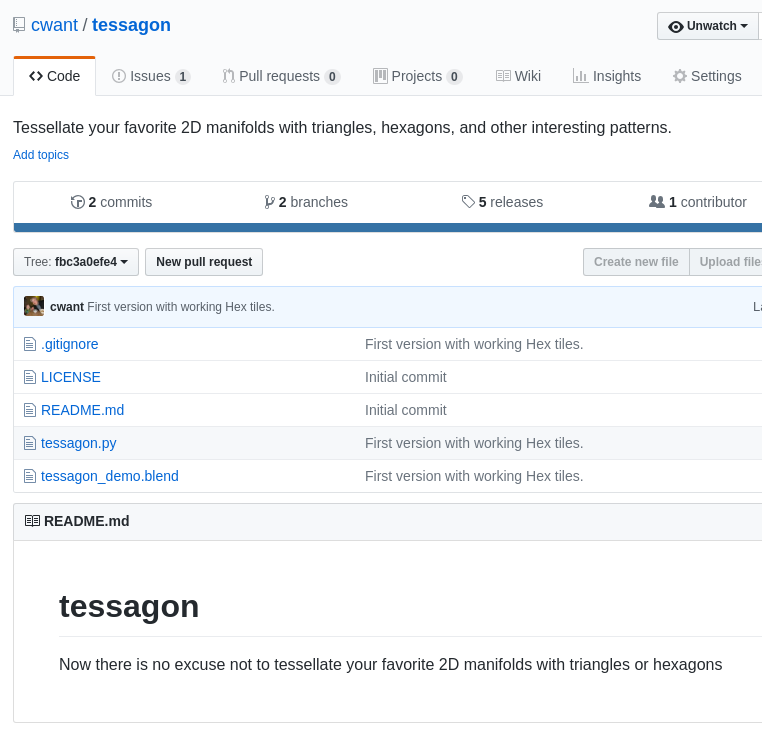 cwant / tessagon
Unwatch
Code Issues 1 Pull requests 0 Projects 0 Wiki Insights Settings
Tessellate your favorite 2D manifolds with triangles, hexagons, and other interesting patterns.
Add topics
2 commits 2 branches 5 releases 1 contributor
Tree: fbc3a0efe4 New pull request Create new file Upload files
cwant First version with working Hex tiles. La
.gitignore First version with working Hex tiles.
LICENSE Initial commit
README.md Initial commit
tessagon.py First version with working Hex tiles.
tessagon_demo.blend First version with working Hex tiles.
README.md
tessagon
Now there is no excuse not to tessellate your favorite 2D manifolds with triangles or hexagons